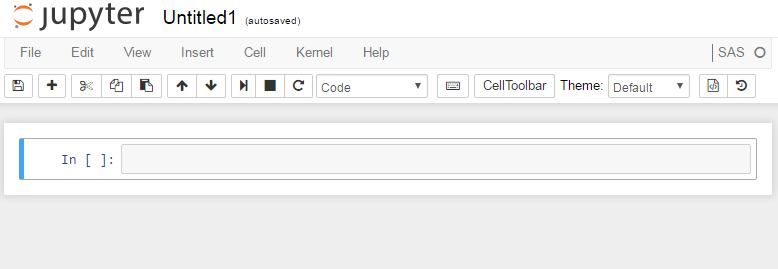 jupyter Untitled1 (autosaved)
File Edit View Insert Cell Kernel Help SAS
Code CellToolbar Theme: Default
In [ ]: